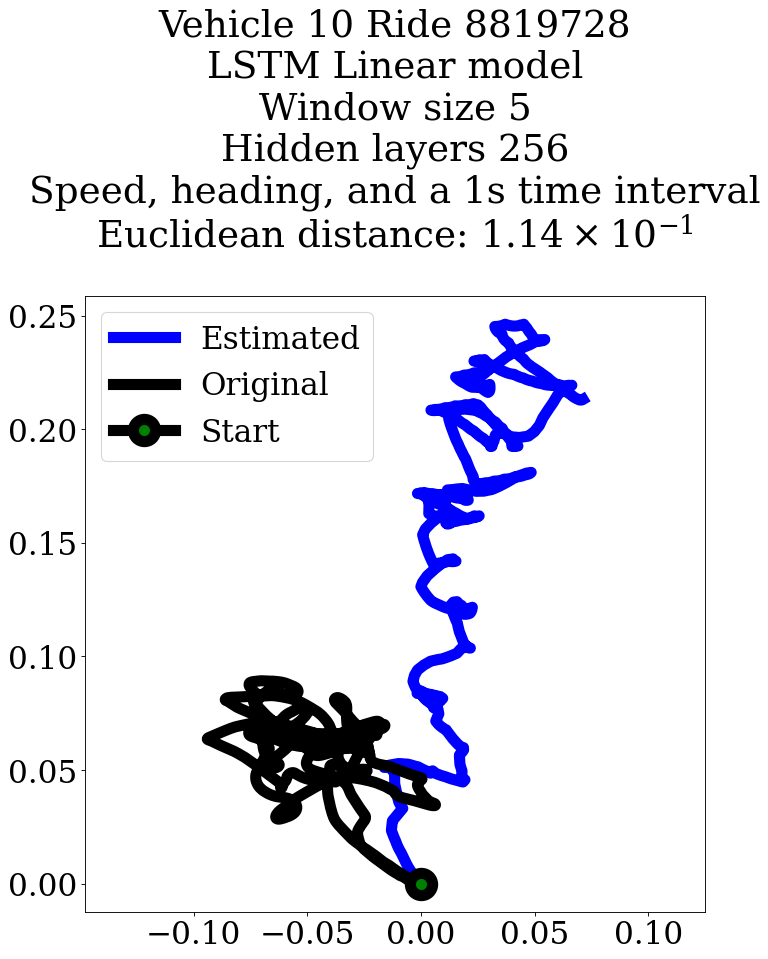 Vehicle 10 Ride 8819728
LSTM Linear model
Window size 5
Hidden layers 256
Speed, heading, and a 1s time interval
Euclidean distance: 1.14 × 10⁻¹
Estimated
Original
Start
0.25
0.20
0.15
0.10
0.05
0.00
−0.10 −0.05 0.00 0.05 0.10